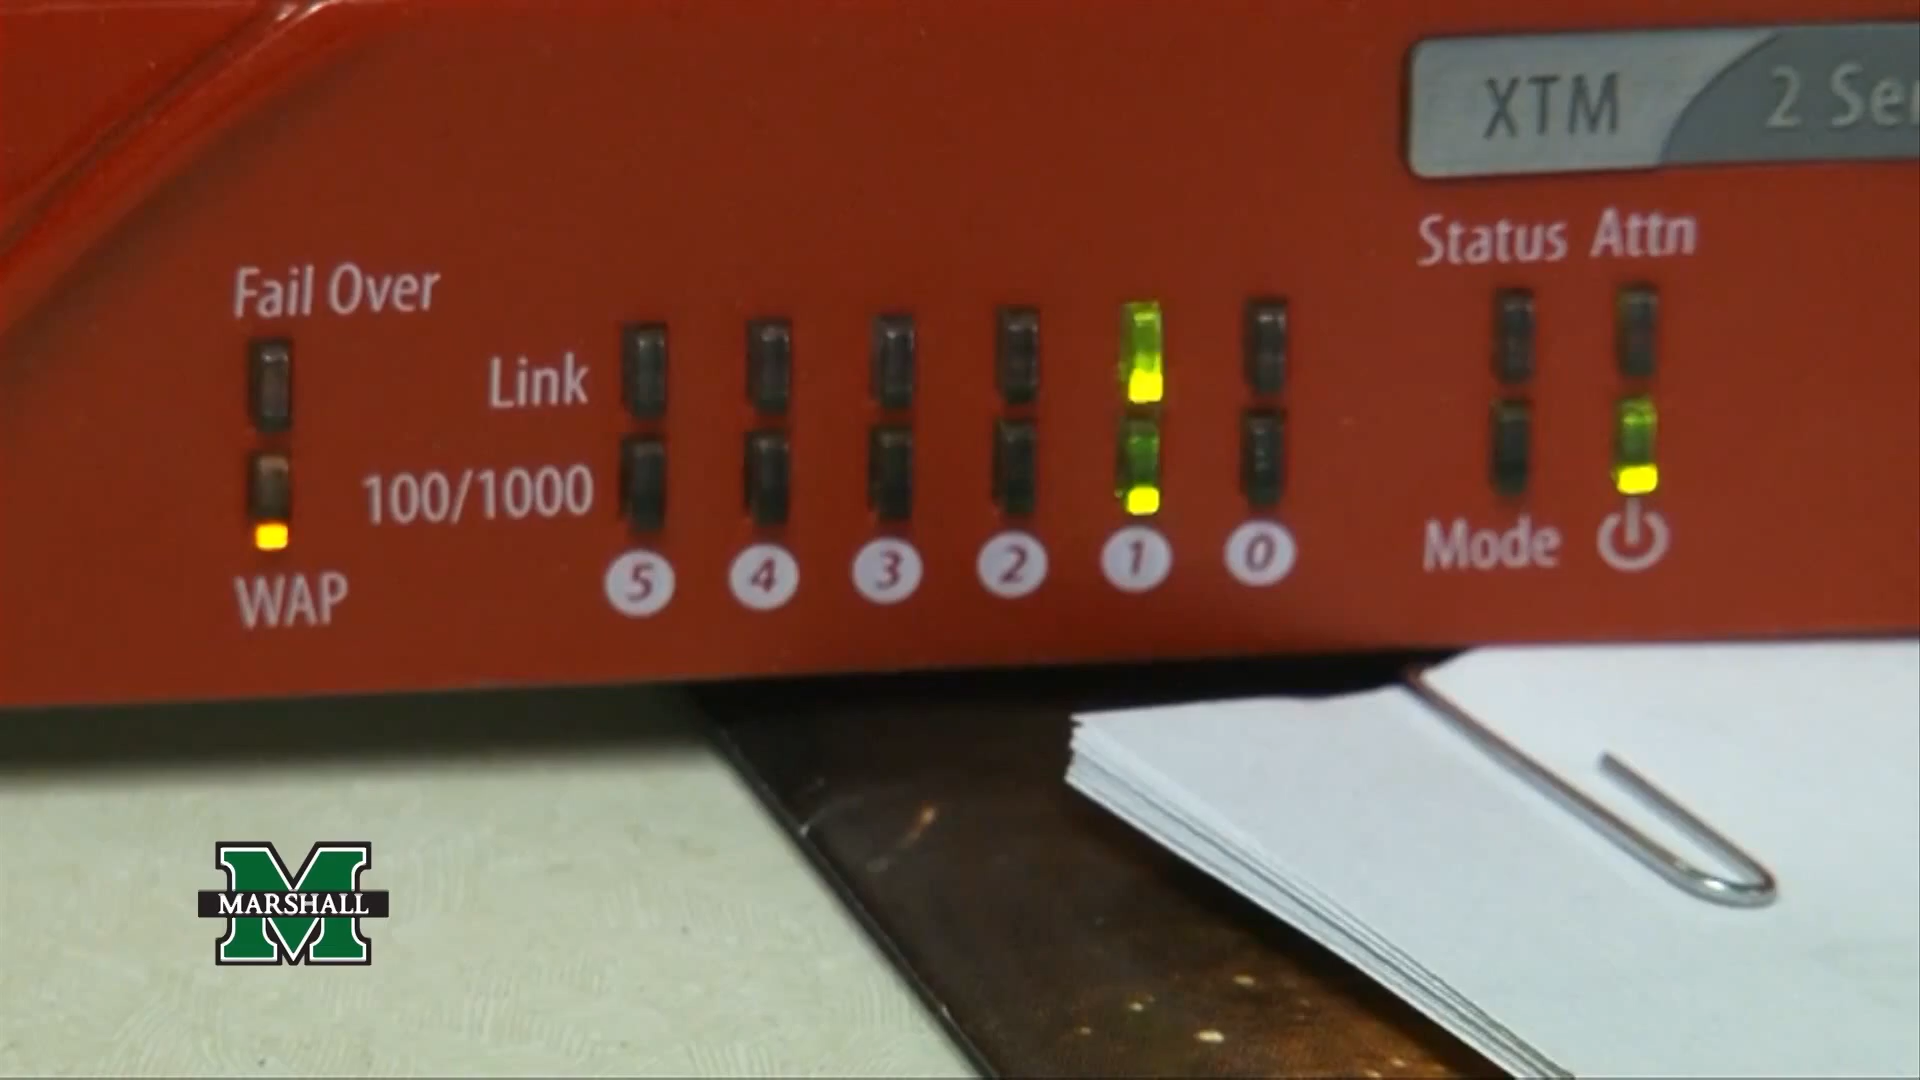 XTM 2 Ser
Status Attn
Fail Over
Link
100/1000
5 4 3 2 1 0
Mode
WAP
MARSHALL